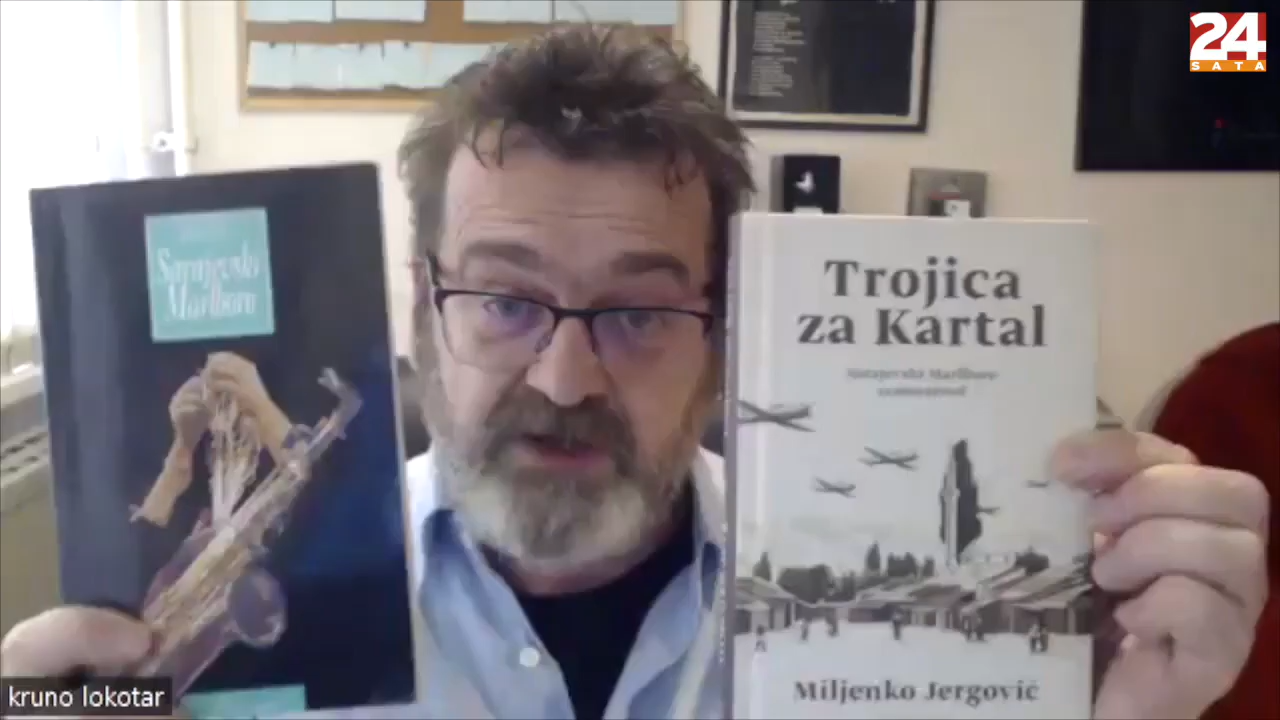 24
SATA
Sarajevski
Marlboro
Trojica
za Kartal
Sarajevski Marlboro
Miljenko Jergović
kruno lokotar